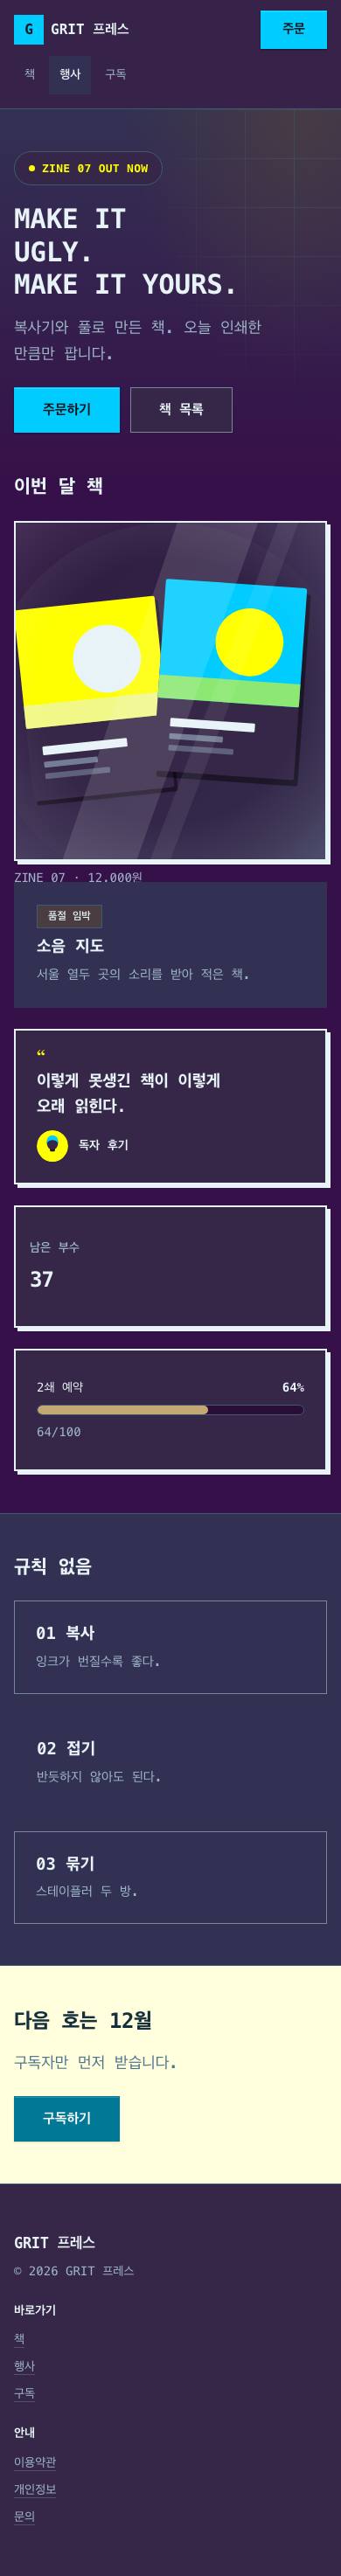 G GRIT 프레스
주문
책 행사 구독
ZINE 07 OUT NOW
MAKE IT
UGLY.
MAKE IT YOURS.
복사기와 풀로 만든 책. 오늘 인쇄한
만큼만 팝니다.
주문하기 책 목록
이번 달 책
ZINE 07 · 12.000원
품절 임박
소음 지도
서울 열두 곳의 소리를 받아 적은 책.
“
이렇게 못생긴 책이 이렇게
오래 읽힌다.
독자 후기
남은 부수
37
2쇄 예약 64%
64/100
규칙 없음
01 복사
잉크가 번질수록 좋다.
02 접기
반듯하지 않아도 된다.
03 묶기
스테이플러 두 방.
다음 호는 12월
구독자만 먼저 받습니다.
구독하기
GRIT 프레스
© 2026 GRIT 프레스
바로가기
책
행사
구독
안내
이용약관
개인정보
문의